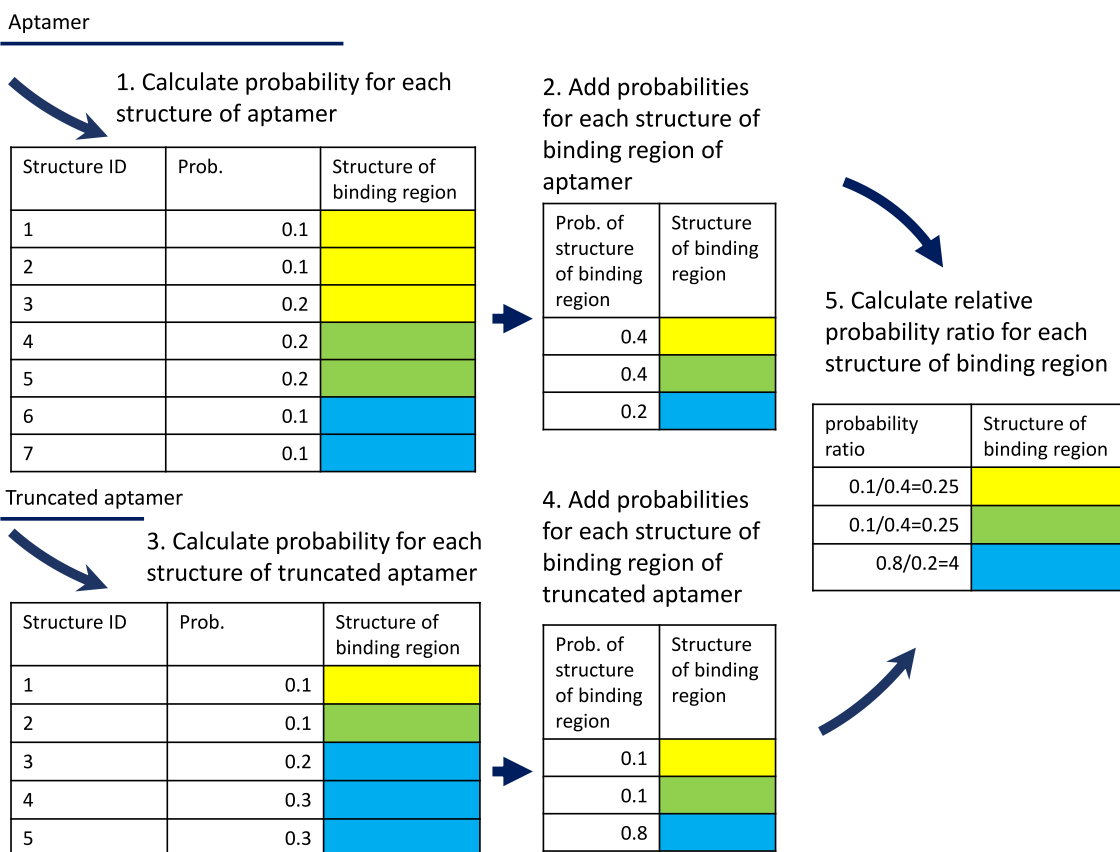 Aptamer
1. Calculate probability for each
structure of aptamer
Structure ID Prob. Structure of
binding region
1 0.1
2 0.1
3 0.2
4 0.2
5 0.2
6 0.1
7 0.1
2. Add probabilities
for each structure of
binding region of
aptamer
Prob. of
structure
of binding
region
Structure
of binding
region
0.4
0.4
0.2
Truncated aptamer
3. Calculate probability for each
structure of truncated aptamer
Structure ID Prob. Structure of
binding region
1 0.1
2 0.1
3 0.2
4 0.3
5 0.3
4. Add probabilities
for each structure of
binding region of
truncated aptamer
Prob. of
structure
of binding
region
Structure
of binding
region
0.1
0.1
0.8
5. Calculate relative
probability ratio for each
structure of binding region
probability
ratio
Structure of
binding region
0.1/0.4=0.25
0.1/0.4=0.25
0.8/0.2=4